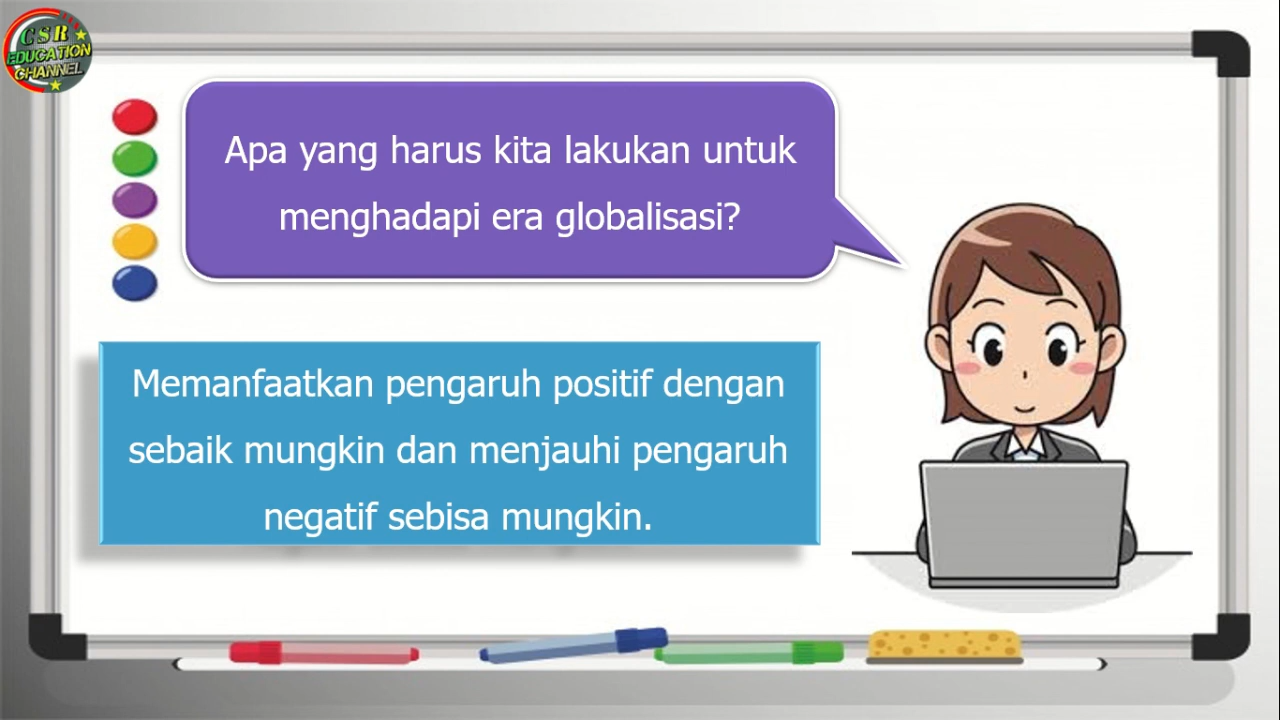 CSR
EDUCATION
CHANNEL
Apa yang harus kita lakukan untuk
menghadapi era globalisasi?
Memanfaatkan pengaruh positif dengan
sebaik mungkin dan menjauhi pengaruh
negatif sebisa mungkin.